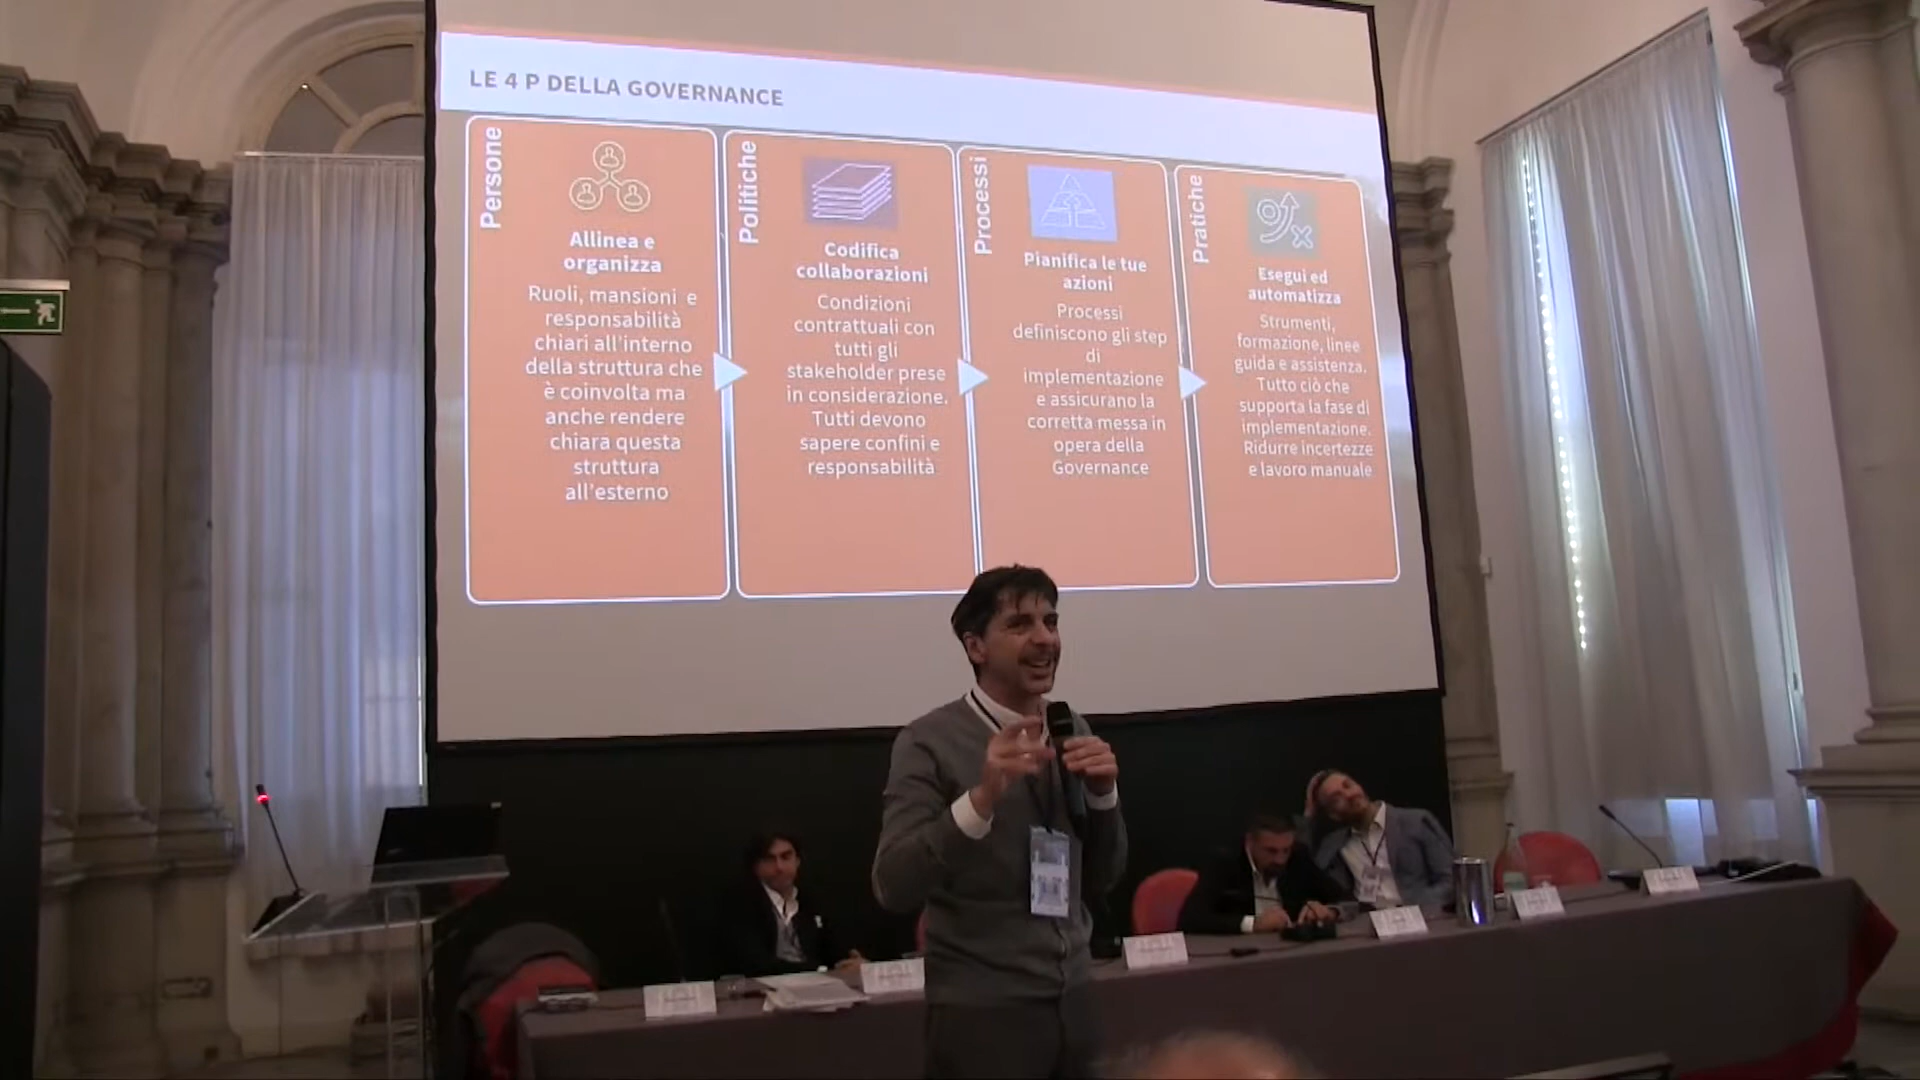 LE 4 P DELLA GOVERNANCE
Persone
Allinea e
organizza
Ruoli, mansioni e
responsabilità
chiari all'interno
della struttura che
è coinvolta ma
anche rendere
chiara questa
struttura
all'esterno
Politiche
Codifica
collaborazioni
Condizioni
contrattuali con
tutti gli
stakeholder prese
in considerazione.
Tutti devono
sapere confini e
responsabilità
Processi
Pianifica le tue
azioni
Processi
definiscono gli step
di
implementazione
e assicurano la
corretta messa in
opera della
Governance
Pratiche
Esegui ed
automatizza
Strumenti,
formazione, linee
guida e assistenza.
Tutto ciò che
supporta la fase di
implementazione.
Ridurre incertezze
e lavoro manuale